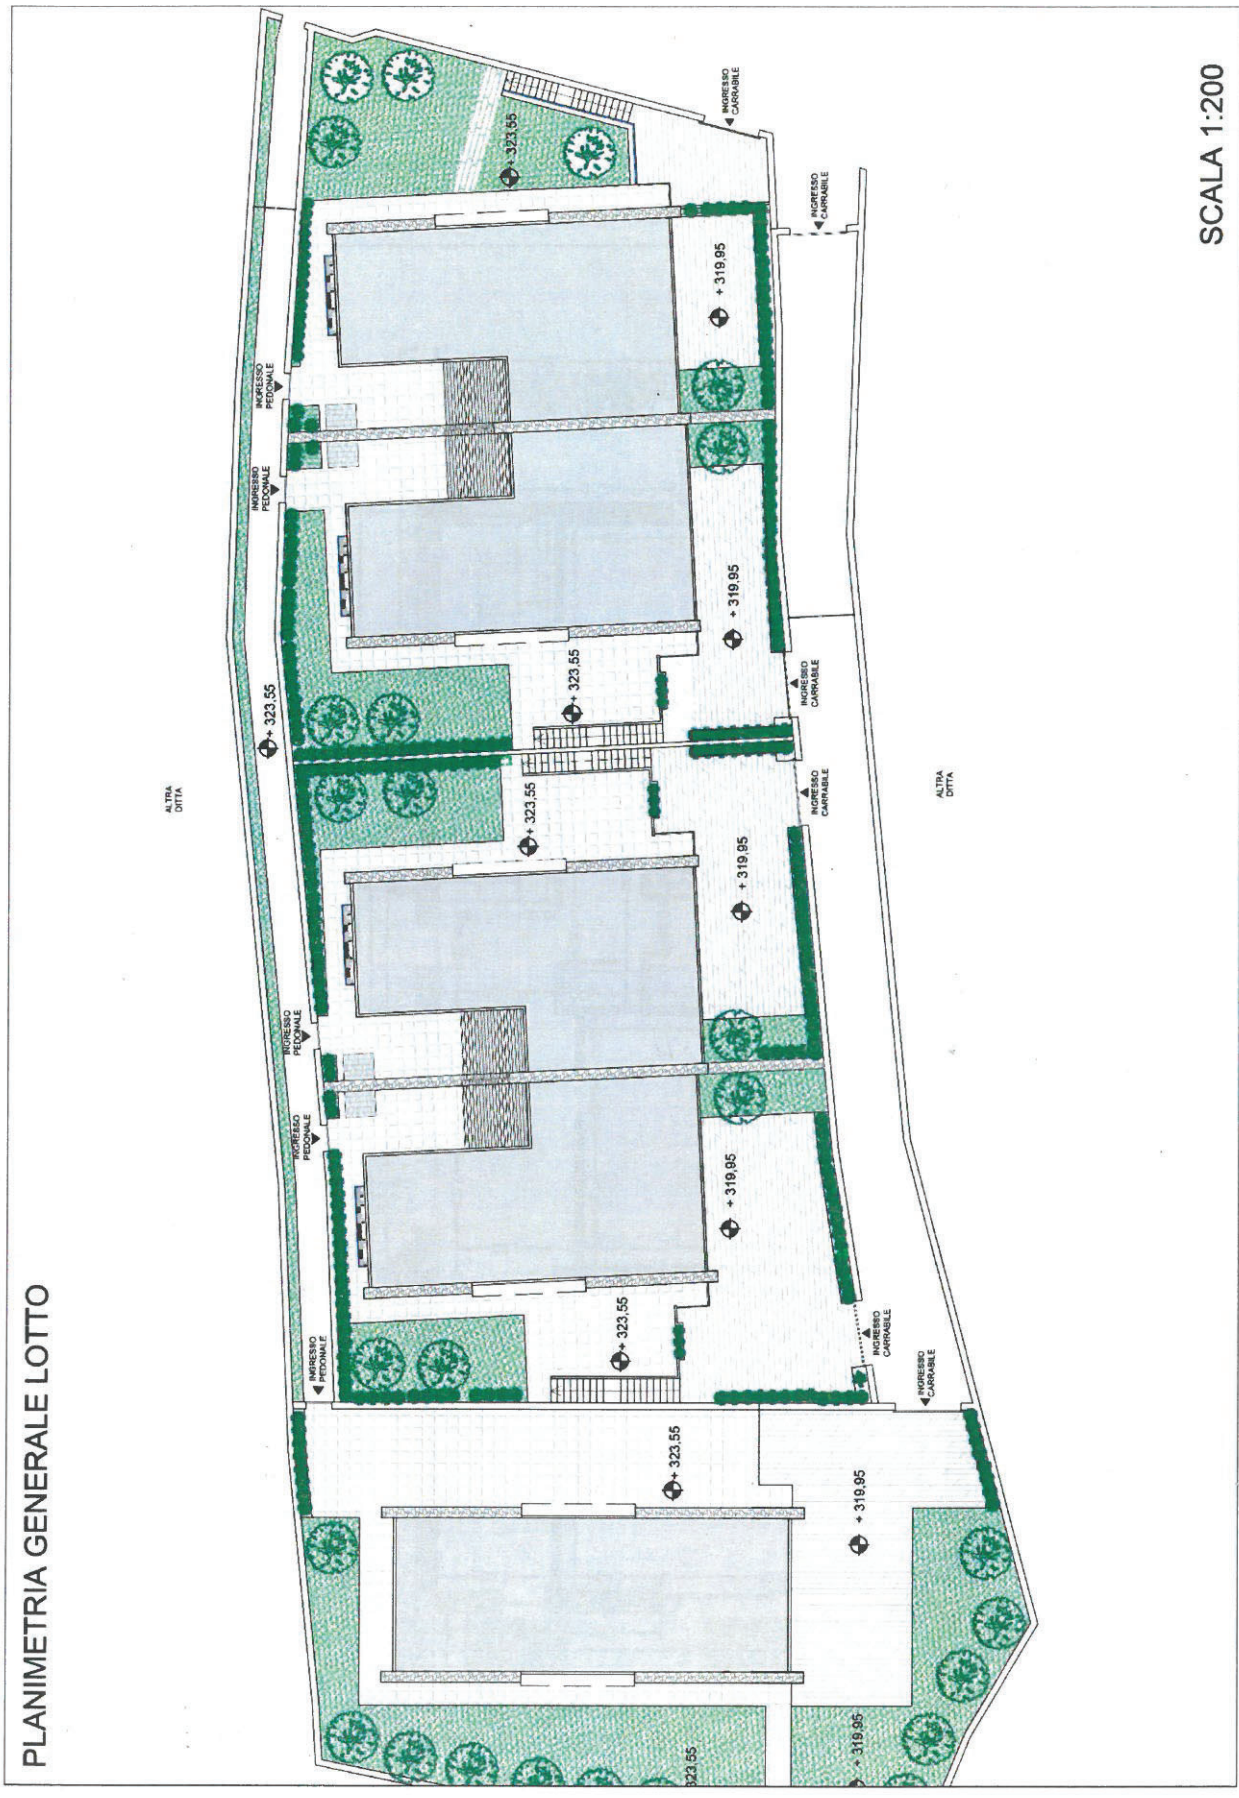 PLANIMETRIA GENERALE LOTTO
SCALA 1:200
ALTRA
DITTA
INGRESSO
PEDONALE
INGRESSO
PEDONALE
INGRESSO
PEDONALE
INGRESSO
PEDONALE
INGRESSO
PEDONALE
+ 323,55
+ 323,55
+ 323,55
+ 323,55
+ 323,55
+ 323,55
323,55
+ 319,95
+ 319,95
+ 319,95
+ 319,95
+ 319,95
+ 319,95
INGRESSO
CARRABILE
INGRESSO
CARRABILE
INGRESSO
CARRABILE
INGRESSO
CARRABILE
INGRESSO
CARRABILE
INGRESSO
CARRABILE
ALTRA
DITTA